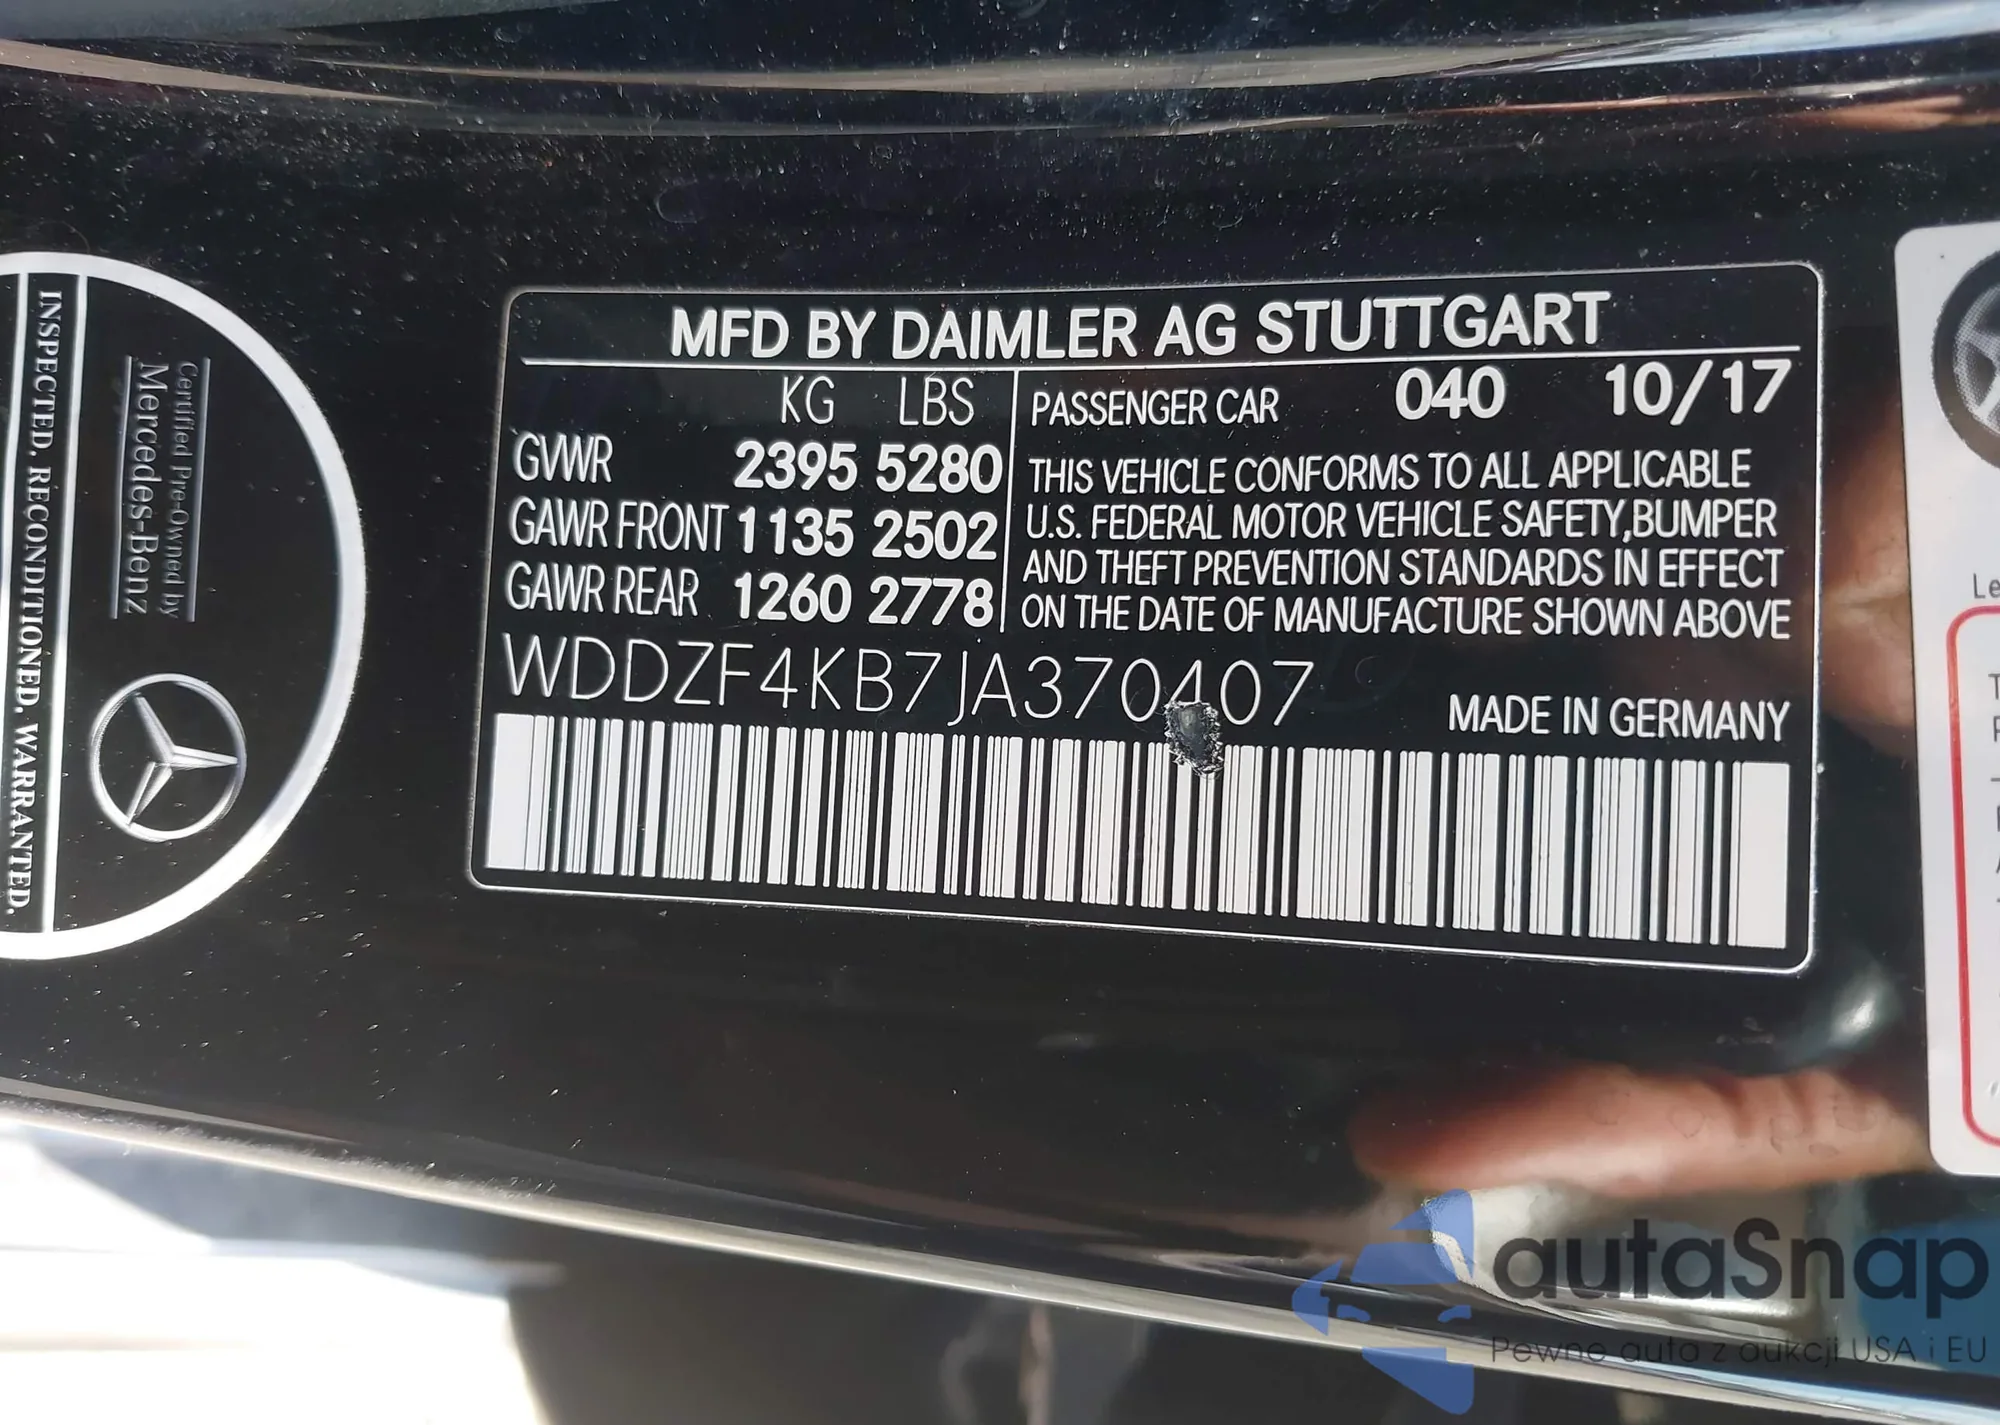 INSPECTED. RECONDITIONED. WARRANTED.
Certified Pre-Owned by
Mercedes-Benz
MFD BY DAIMLER AG STUTTGART
KG LBS
GVWR 2395 5280
GAWR FRONT 1135 2502
GAWR REAR 1260 2778
PASSENGER CAR 040 10/17
THIS VEHICLE CONFORMS TO ALL APPLICABLE
U.S. FEDERAL MOTOR VEHICLE SAFETY,BUMPER
AND THEFT PREVENTION STANDARDS IN EFFECT
ON THE DATE OF MANUFACTURE SHOWN ABOVE
WDDZF4KB7JA370407
MADE IN GERMANY
autaSnap
Pewne auta z aukcji USA i EU